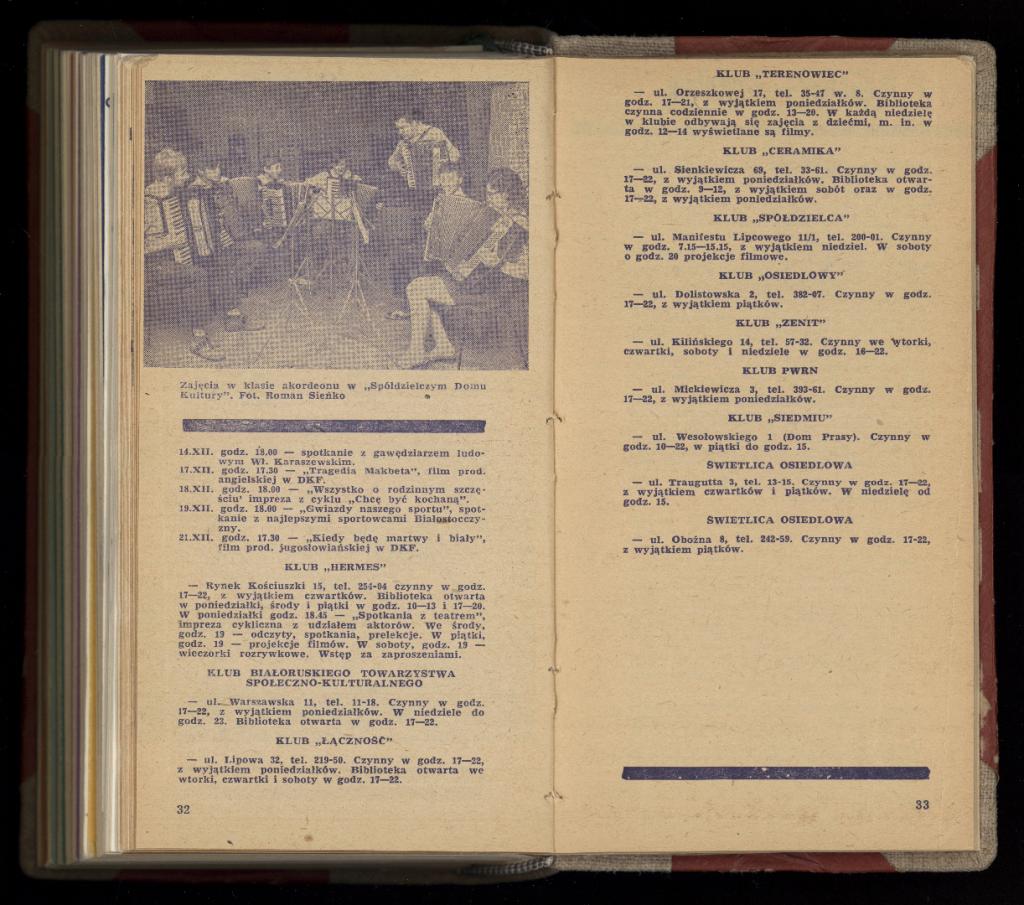 Zajęcia w klasie akordeonu w „Spółdzielczym Domu
Kultury”. Fot. Roman Sieńko
14.XII. godz. 18.00 — spotkanie z gawędziarzem ludo-
wym Wł. Karaszewskim.
17.XII. godz. 17.30 — „Tragedia Makbeta”, film prod.
angielskiej w DKF.
18.XII. godz. 18.00 — „Wszystko o rodzinnym szczę-
ściu’ impreza z cyklu „Chcę być kochaną”.
19.XII. godz. 18.00 — „Gwiazdy naszego sportu”, spot-
kanie z najlepszymi sportowcami Białostocczy-
zny.
21.XII. godz. 17.30 — „Kiedy będę martwy i biały”,
film prod. jugosłowiańskiej w DKF.
KLUB „HERMES”
— Rynek Kościuszki 15, tel. 254-04 czynny w godz.
17—22, z wyjątkiem czwartków. Biblioteka otwarta
w poniedziałki, środy i piątki w godz. 10—13 i 17—20.
W poniedziałki godz. 18.45 — „Spotkania z teatrem”,
impreza cykliczna z udziałem aktorów. We środy,
godz. 19 — odczyty, spotkania, prelekcje. W piątki,
godz. 19 — projekcje filmów. W soboty, godz. 19 —
wieczorki rozrywkowe. Wstęp za zaproszeniami.
KLUB BIAŁORUSKIEGO TOWARZYSTWA
SPOŁECZNO-KULTURALNEGO
— ul. Warszawska 11, tel. 11-18. Czynny w godz.
17—22, z wyjątkiem poniedziałków. W niedziele do
godz. 23. Biblioteka otwarta w godz. 17—22.
KLUB „ŁĄCZNOŚĆ”
— ul. Lipowa 32, tel. 219-50. Czynny w godz. 17—22,
z wyjątkiem poniedziałków. Biblioteka otwarta we
wtorki, czwartki i soboty w godz. 17—22.
32
KLUB „TERENOWIEC”
— ul. Orzeszkowej 17, tel. 35-47 w. 8. Czynny w
godz. 17—21, z wyjątkiem poniedziałków. Biblioteka
czynna codziennie w godz. 13—20. W każdą niedzielę
w klubie odbywają się zajęcia z dziećmi, m. in. w
godz. 12—14 wyświetlane są filmy.
KLUB „CERAMIKA”
— ul. Sienkiewicza 69, tel. 33-61. Czynny w godz.
17—22, z wyjątkiem poniedziałków. Biblioteka otwar-
ta w godz. 9—12, z wyjątkiem sobót oraz w godz.
17—22, z wyjątkiem poniedziałków.
KLUB „SPÓŁDZIELCA”
— ul. Manifestu Lipcowego 11/1, tel. 200-01. Czynny
w godz. 7.15—15.15, z wyjątkiem niedziel. W soboty
o godz. 20 projekcje filmowe.
KLUB „OSIEDLOWY”
— ul. Dolistowska 2, tel. 382-07. Czynny w godz.
17—22, z wyjątkiem piątków.
KLUB „ZENIT”
— ul. Kilińskiego 14, tel. 57-32. Czynny we wtorki,
czwartki, soboty i niedziele w godz. 16—22.
KLUB PWRN
— ul. Mickiewicza 3, tel. 393-61. Czynny w godz.
17—22, z wyjątkiem poniedziałków.
KLUB „SIEDMIU”
— ul. Wesołowskiego 1 (Dom Prasy). Czynny w
godz. 10—22, w piątki do godz. 15.
ŚWIETLICA OSIEDLOWA
— ul. Traugutta 3, tel. 13-15. Czynny w godz. 17—22,
z wyjątkiem czwartków i piątków. W niedzielę od
godz. 15.
ŚWIETLICA OSIEDLOWA
— ul. Obożna 8, tel. 242-59. Czynny w godz. 17-22,
z wyjątkiem piątków.
33